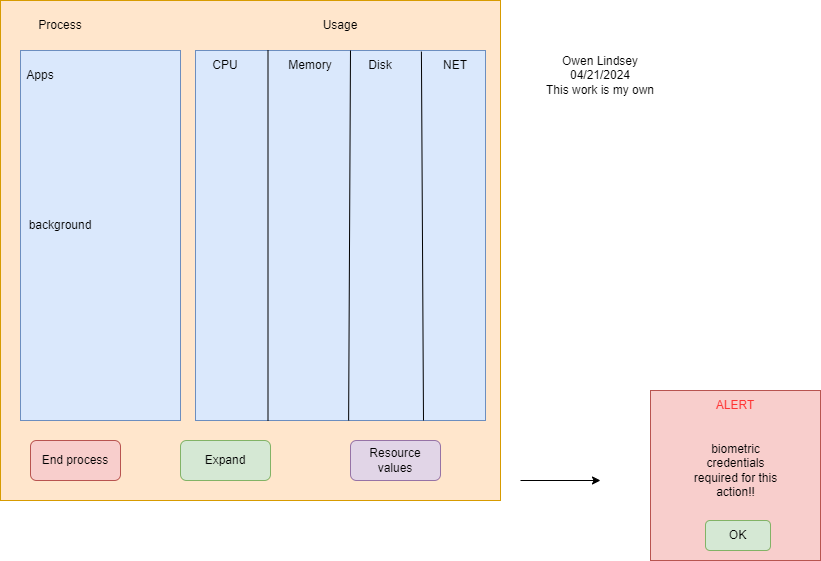 Process
Usage
Apps
background
CPU
Memory
Disk
NET
End process
Expand
Resource
values
Owen Lindsey
04/21/2024
This work is my own
ALERT
biometric
credentials
required for this
action!!
OK